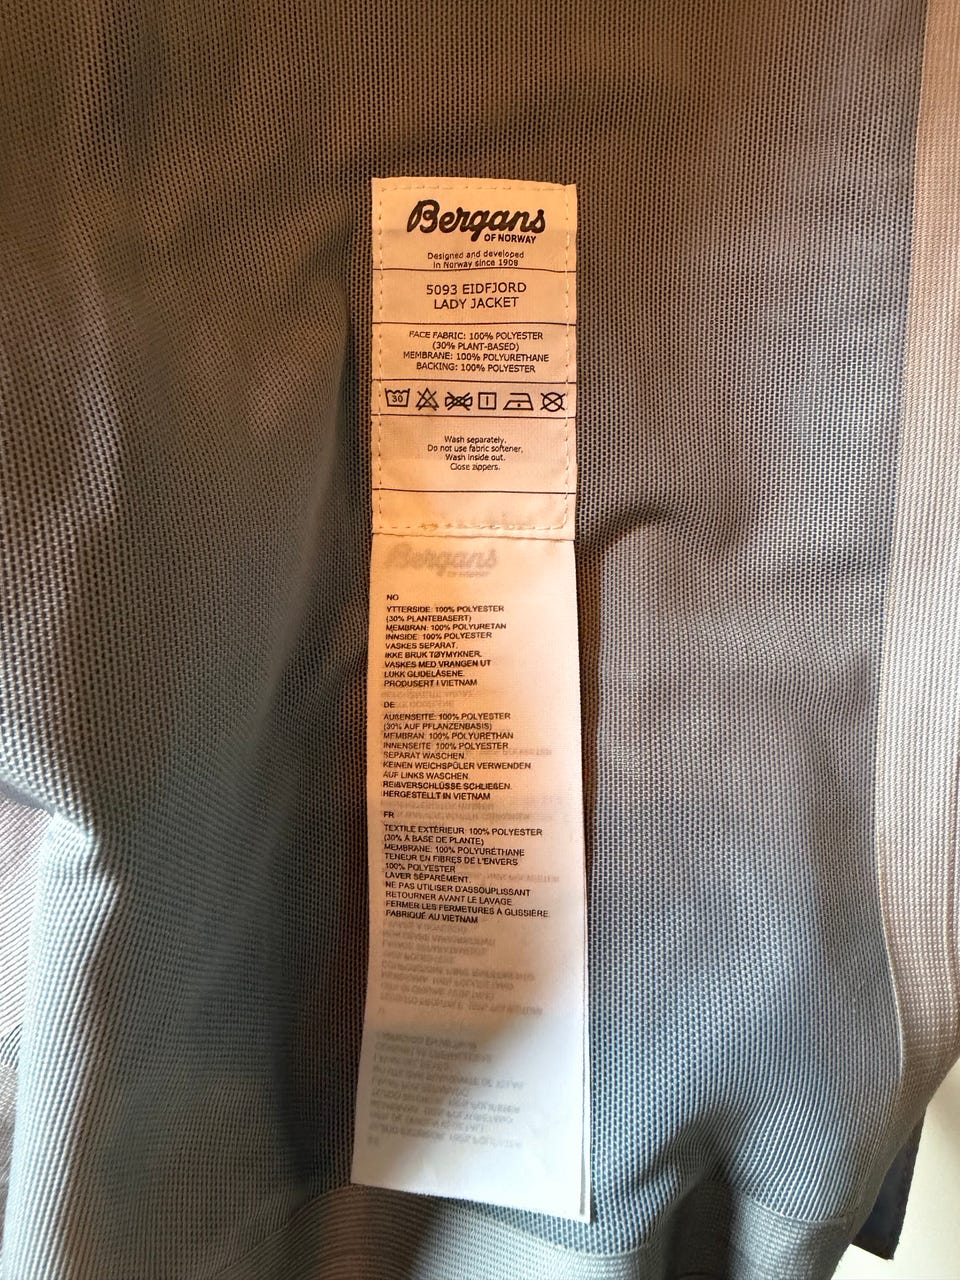 Bergans
OF NORWAY
Designed and developed
in Norway since 1908
5093 EIDFJORD
LADY JACKET
FACE FABRIC: 100% POLYESTER
(30% PLANT-BASED)
MEMBRANE: 100% POLYURETHANE
BACKING: 100% POLYESTER
30
Wash separately.
Do not use fabric softener.
Wash inside out.
Close zippers.
Bergans
OF NORWAY
NO
YTTERSIDE: 100% POLYESTER
(30% PLANTEBASERT)
MEMBRAN: 100% POLYURETAN
INNSIDE: 100% POLYESTER
VASKES SEPARAT.
IKKE BRUK TØYMYKNER.
VASKES MED VRANGEN UT
LUKK GLIDELÅSENE.
PRODUSERT I VIETNAM
DE
AUßENSEITE: 100% POLYESTER
(30% AUF PFLANZENBASIS)
MEMBRAN: 100% POLYURETHAN
INNENSEITE: 100% POLYESTER
SEPARAT WASCHEN.
KEINEN WEICHSPÜLER VERWENDEN
AUF LINKS WASCHEN.
REIßVERSCHLÜSSE SCHLIEßEN.
HERGESTELLT IN VIETNAM
FR
TEXTILE EXTÉRIEUR: 100% POLYESTER
(30% À BASE DE PLANTE)
MEMBRANE: 100% POLYURÉTHANE
TENEUR EN FIBRES DE L'ENVERS
100% POLYESTER
LAVER SÉPARÉMENT.
NE PAS UTILISER D'ASSOUPLISSANT
RETOURNER AVANT LE LAVAGE
FERMER LES FERMETURES À GLISSIÈRE.
FABRIQUÉ AU VIETNAM